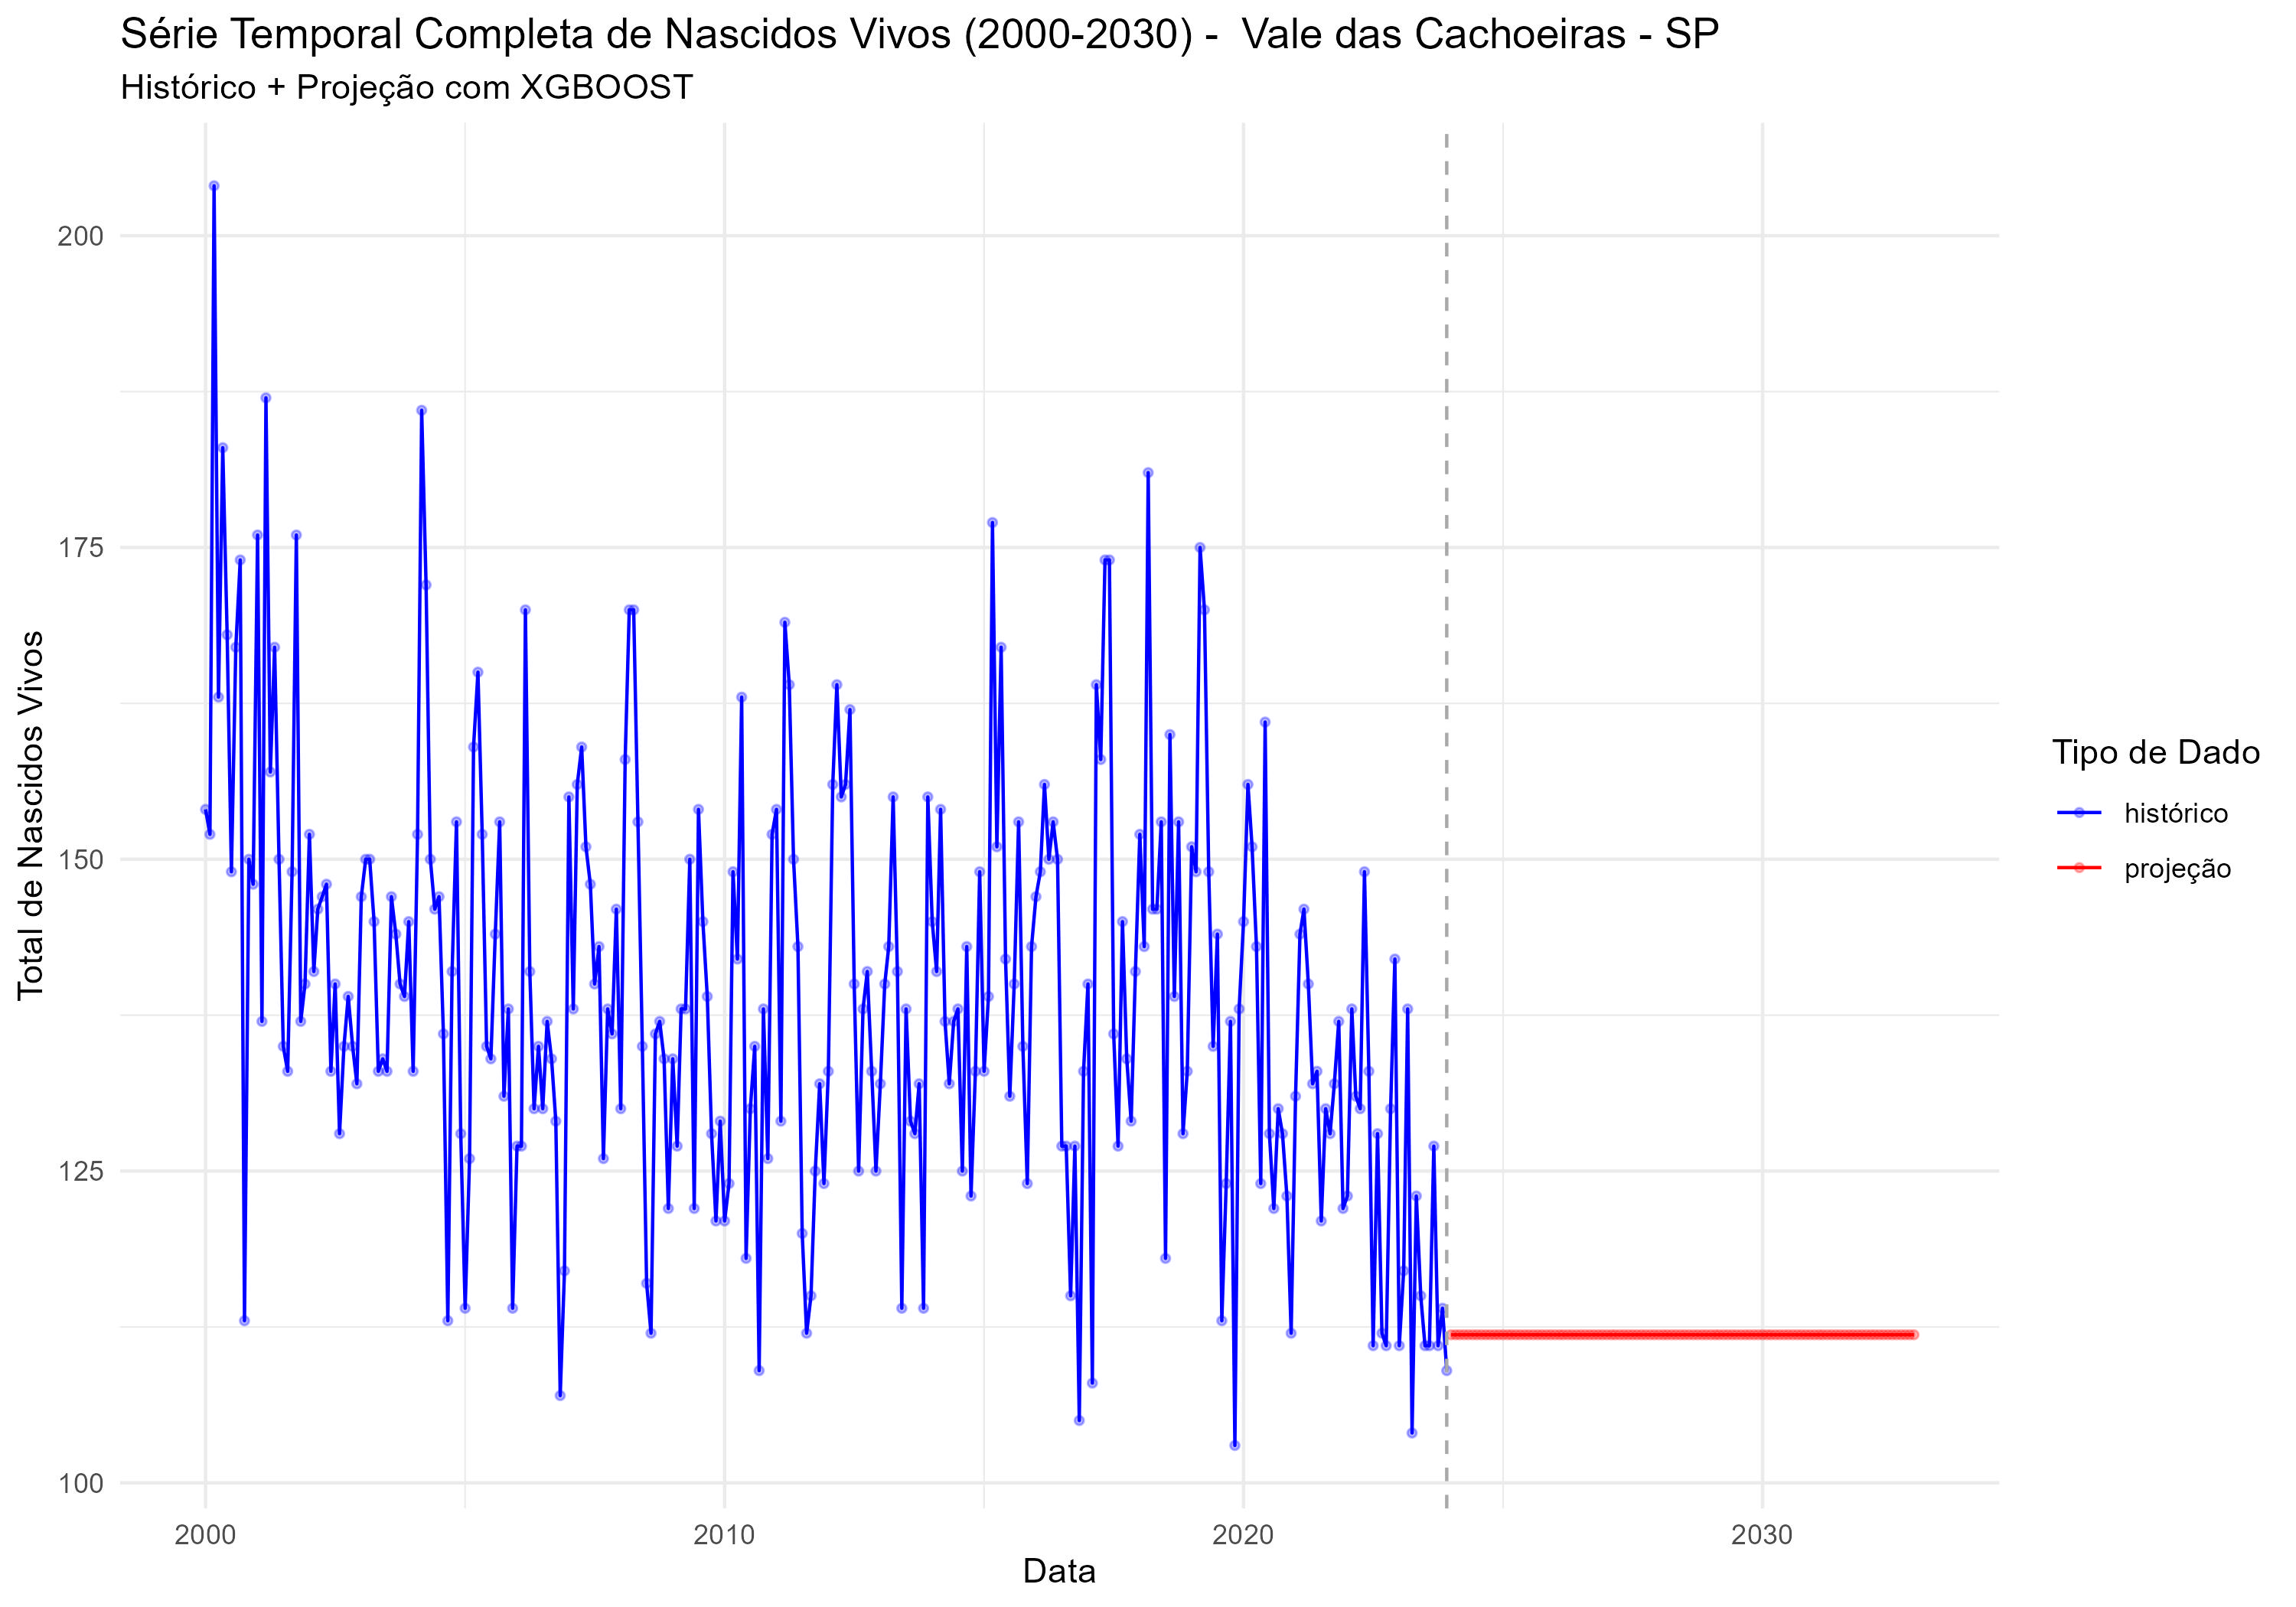 Série Temporal Completa de Nascidos Vivos (2000-2030) -  Vale das Cachoeiras - SP
Histórico + Projeção com XGBOOST
Total de Nascidos Vivos
200
175
150
125
100
2000
2010
2020
2030
Data
Tipo de Dado
histórico
projeção